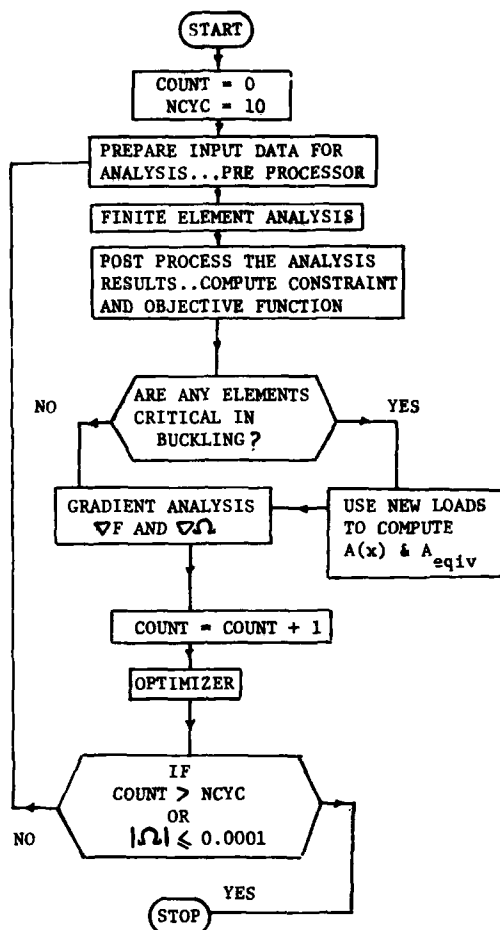 START
COUNT = 0
NCYC = 10
PREPARE INPUT DATA FOR
ANALYSIS...PRE PROCESSOR
FINITE ELEMENT ANALYSIS
POST PROCESS THE ANALYSIS
RESULTS..COMPUTE CONSTRAINT
AND OBJECTIVE FUNCTION
NO
ARE ANY ELEMENTS
CRITICAL IN
BUCKLING?
YES
GRADIENT ANALYSIS
∇F AND ∇Ω
USE NEW LOADS
TO COMPUTE
A(x) & A eqiv
COUNT = COUNT + 1
OPTIMIZER
IF
COUNT > NCYC
OR
|Ω| ≤ 0.0001
NO
YES
STOP